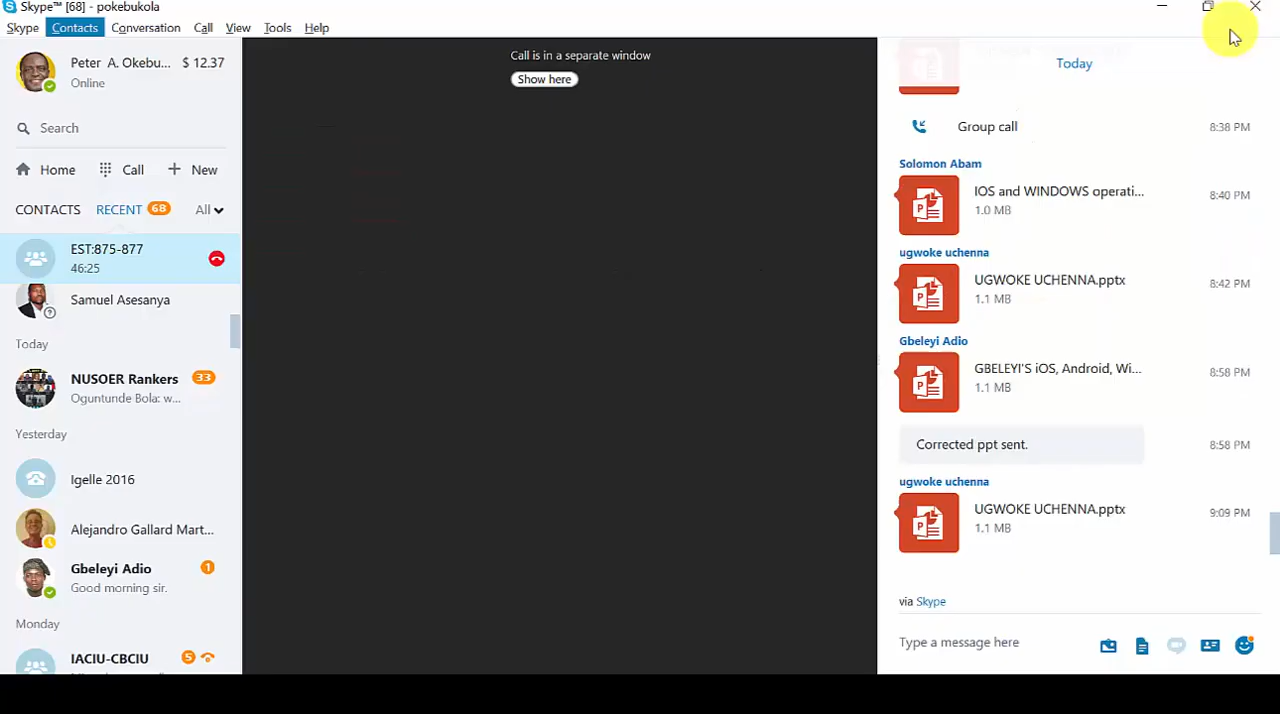 Skype™ [68] - pokebukola
Skype Contacts Conversation Call View Tools Help
Peter A. Okebu... $ 12.37
Online
Search
Home Call New
CONTACTS RECENT 68 All
EST:875-877
46:25
Samuel Asesanya
Today
NUSOER Rankers 33
Oguntunde Bola: w...
Yesterday
Igelle 2016
Alejandro Gallard Mart...
Gbeleyi Adio 1
Good morning sir.
Monday
IACIU-CBCIU 5
Call is in a separate window
Show here
Today
Group call 8:38 PM
Solomon Abam
IOS and WINDOWS operati... 8:40 PM
1.0 MB
ugwoke uchenna
UGWOKE UCHENNA.pptx 8:42 PM
1.1 MB
Gbeleyi Adio
GBELEYI'S iOS, Android, Wi... 8:58 PM
1.1 MB
Corrected ppt sent. 8:58 PM
ugwoke uchenna
UGWOKE UCHENNA.pptx 9:09 PM
1.1 MB
via Skype
Type a message here